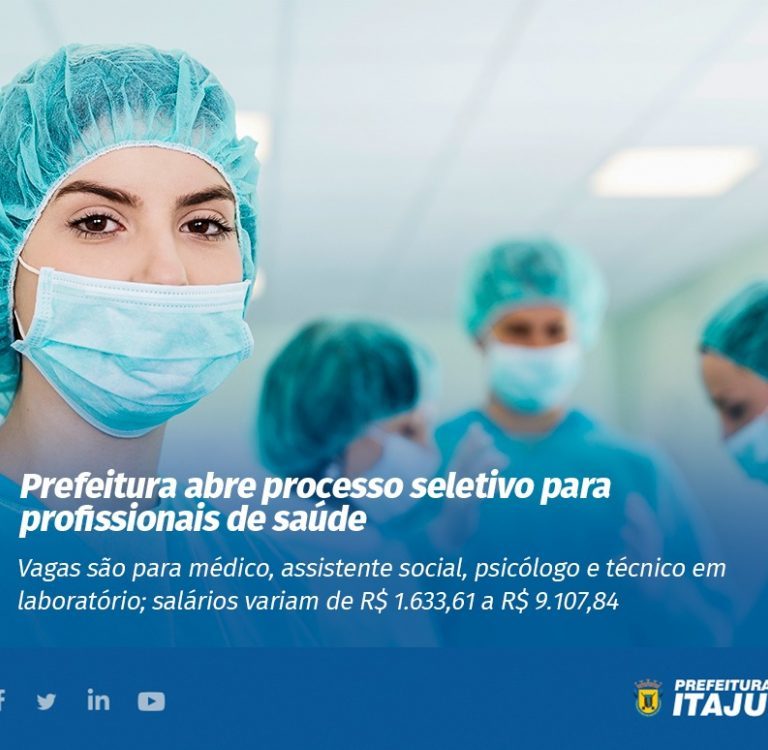 Prefeitura abre processo seletivo para
profissionais de saúde
Vagas são para médico, assistente social, psicólogo e técnico em
laboratório; salários variam de R$ 1.633,61 a R$ 9.107,84
PREFEITURA
ITAJU